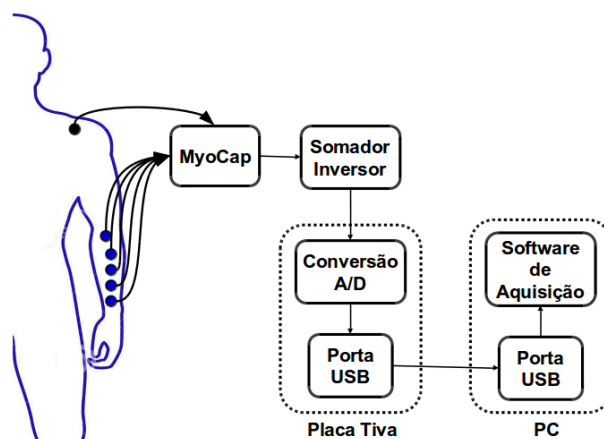 MyoCap
Somador
Inversor
Conversão
A/D
Porta
USB
Placa Tiva
Software
de
Aquisição
Porta
USB
PC